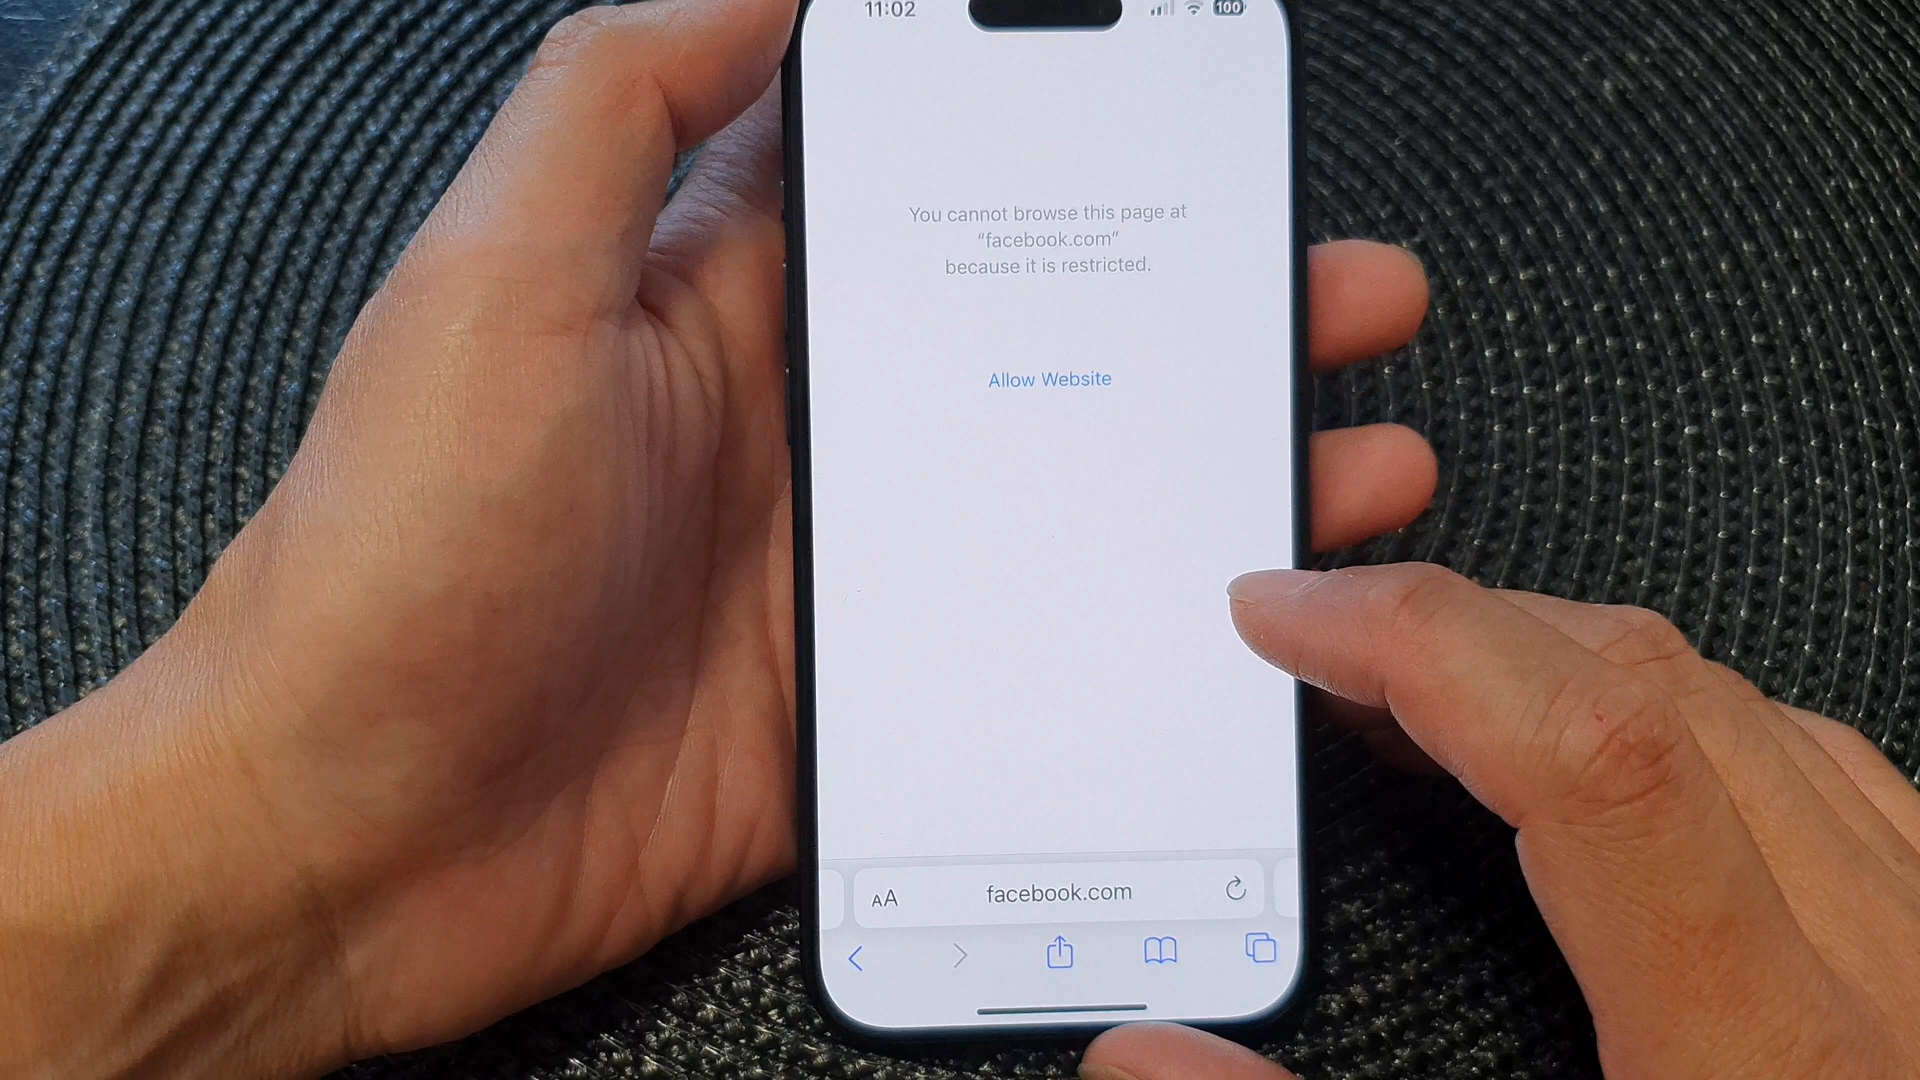 11:02
100
You cannot browse this page at
“facebook.com”
because it is restricted.
Allow Website
AA
facebook.com